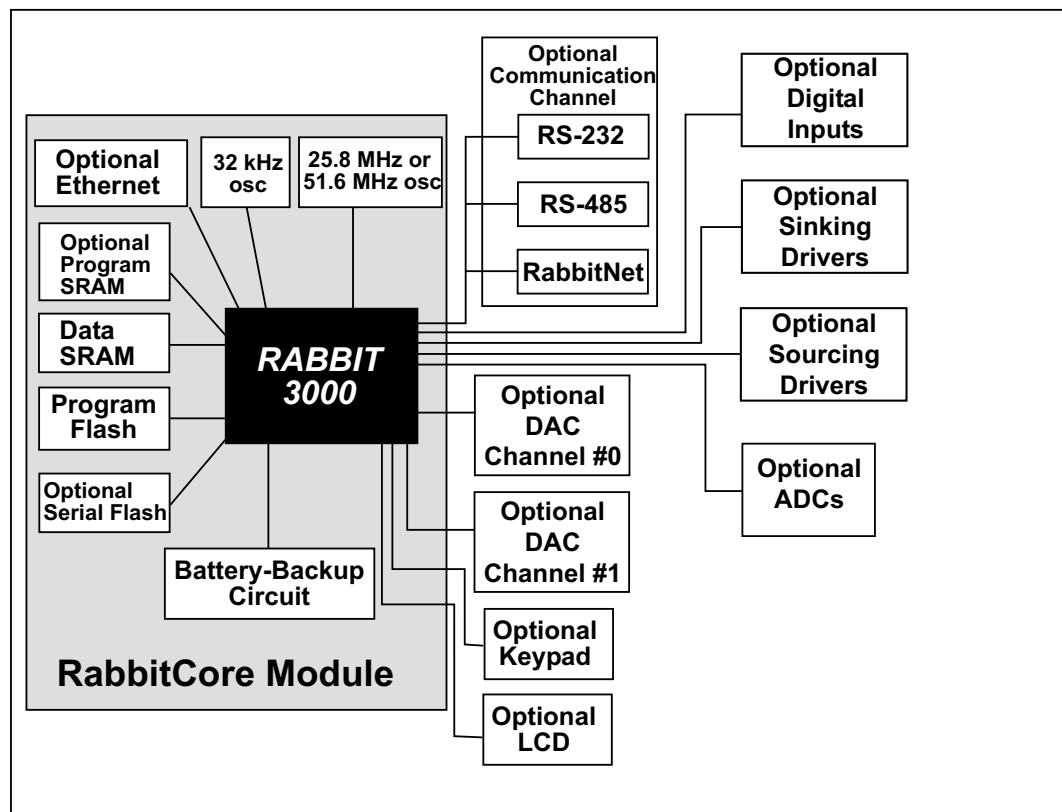 Optional
Communication
Channel
RS-232
RS-485
RabbitNet
Optional
Digital
Inputs
Optional
Sinking
Drivers
Optional
Sourcing
Drivers
Optional
ADCs
Optional
Ethernet
32 kHz
osc
25.8 MHz or
51.6 MHz osc
Optional
Program
SRAM
Data
SRAM
Program
Flash
Optional
Serial Flash
RABBIT
3000
Battery-Backup
Circuit
RabbitCore Module
Optional
DAC
Channel #0
Optional
DAC
Channel #1
Optional
Keypad
Optional
LCD